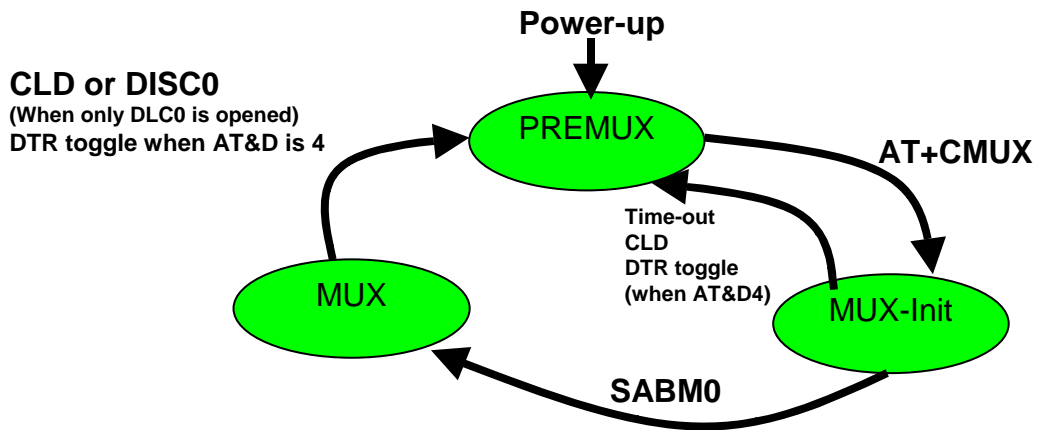 Power-up
CLD or DISC0
(When only DLC0 is opened)
DTR toggle when AT&D is 4
PREMUX
AT+CMUX
Time-out
CLD
DTR toggle
(when AT&D4)
MUX
MUX-Init
SABM0